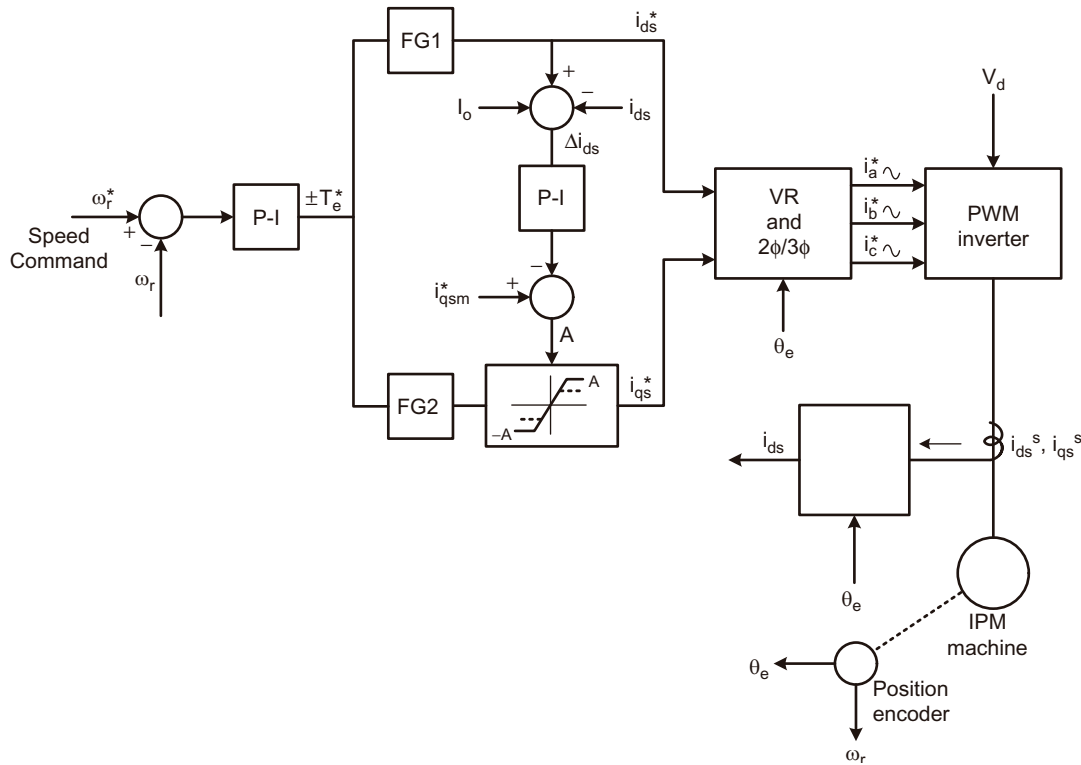 FG1
i_ds*
+
−
I_o
i_ds
Δi_ds
V_d
ω_r*
+
−
Speed
Command
ω_r
P-I
±T_e*
P-I
VR
and
2ϕ/3ϕ
i_a* ∿
i_b* ∿
i_c* ∿
PWM
inverter
−
+
i_qsm*
A
θ_e
FG2
A
−A
i_qs*
i_ds
i_ds^s, i_qs^s
θ_e
IPM
machine
θ_e
Position
encoder
ω_r